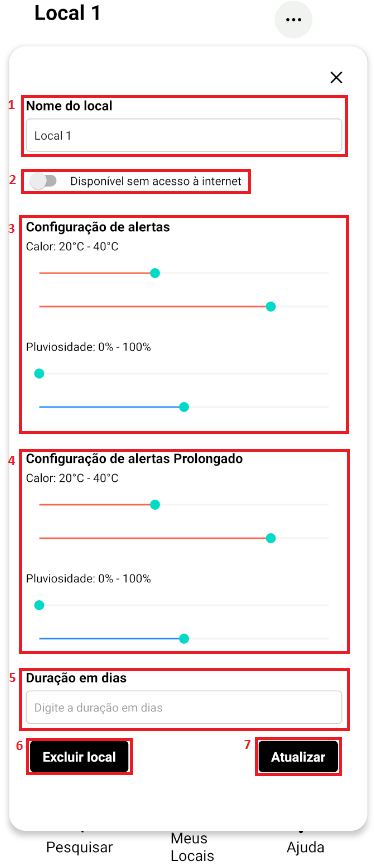 Local 1
1
Nome do local
Local 1
2
Disponível sem acesso à internet
3
Configuração de alertas
Calor: 20°C - 40°C
Pluviosidade: 0% - 100%
4
Configuração de alertas Prolongado
Calor: 20°C - 40°C
Pluviosidade: 0% - 100%
5
Duração em dias
Digite a duração em dias
6
Excluir local
7
Atualizar
Pesquisar
Meus
Locais
Ajuda